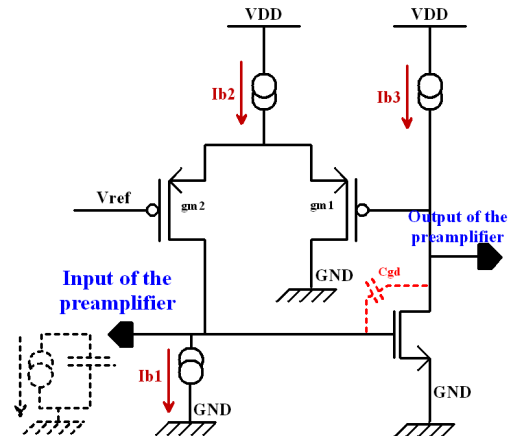 VDD
VDD
Ib2
Ib3
Vref
gm2
gm1
Output of the
preamplifier
GND
Cgd
Input of the
preamplifier
Ib1
GND
GND